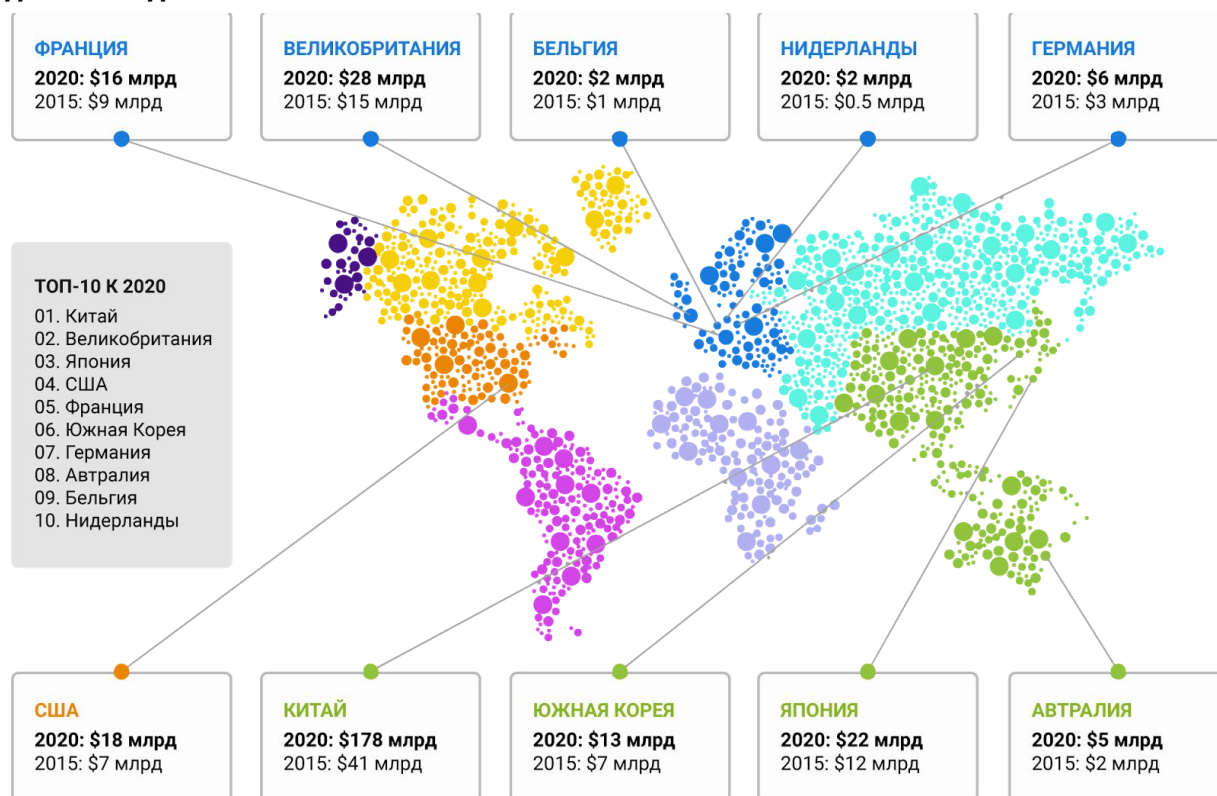 ФРАНЦИЯ
2020: $16 млрд
2015: $9 млрд
ВЕЛИКОБРИТАНИЯ
2020: $28 млрд
2015: $15 млрд
БЕЛЬГИЯ
2020: $2 млрд
2015: $1 млрд
НИДЕРЛАНДЫ
2020: $2 млрд
2015: $0.5 млрд
ГЕРМАНИЯ
2020: $6 млрд
2015: $3 млрд
ТОП-10 К 2020
01. Китай
02. Великобритания
03. Япония
04. США
05. Франция
06. Южная Корея
07. Германия
08. Автралия
09. Бельгия
10. Нидерланды
США
2020: $18 млрд
2015: $7 млрд
КИТАЙ
2020: $178 млрд
2015: $41 млрд
ЮЖНАЯ КОРЕЯ
2020: $13 млрд
2015: $7 млрд
ЯПОНИЯ
2020: $22 млрд
2015: $12 млрд
АВТРАЛИЯ
2020: $5 млрд
2015: $2 млрд